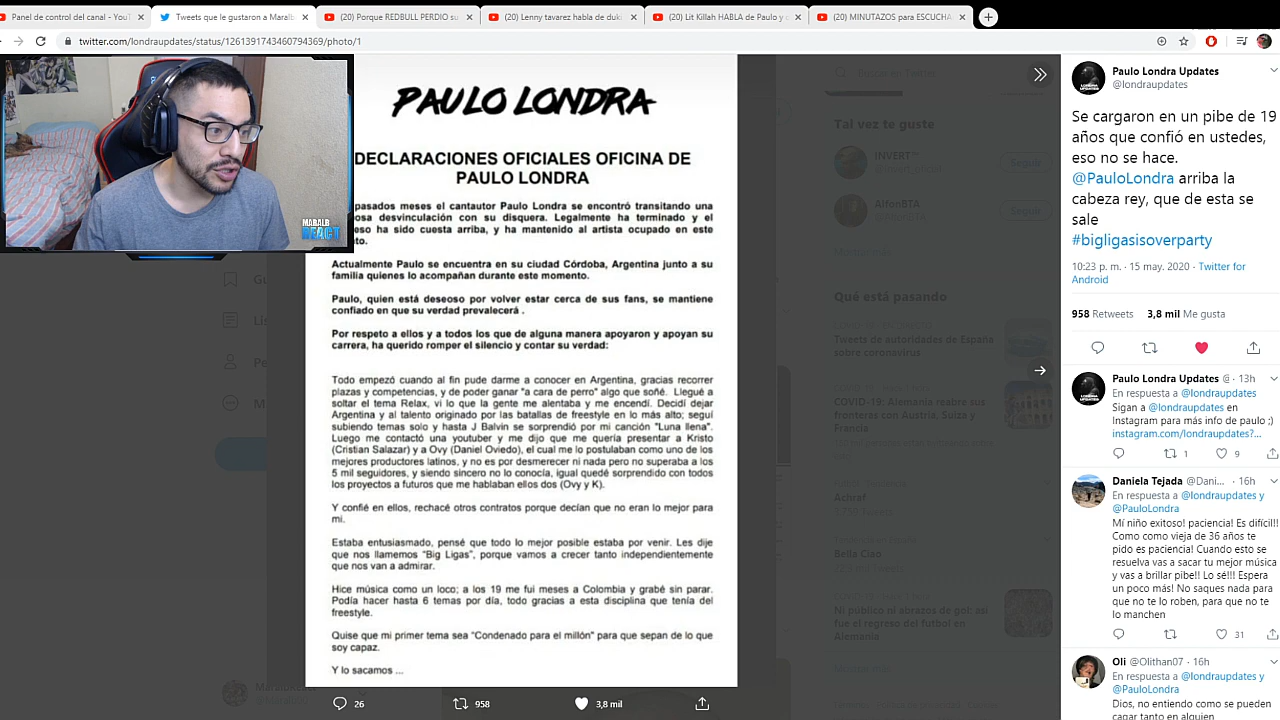 Panel de control del canal - YouT
Tweets que le gustaron a Maralb
(20) Porque REDBULL PERDIO su
(20) Lenny tavarez habla de duki
(20) Lit Killah HABLA de Paulo y
(20) MINUTAZOS para ESCUCHA
twitter.com/londraupdates/status/1261391743460794369/photo/1
MARALB
REACT
PAULO LONDRA
DECLARACIONES OFICIALES OFICINA DE
PAULO LONDRA
pasados meses el cantautor Paulo Londra se encontró transitando una
osa desvinculación con su disquera. Legalmente ha terminado y el
eso ha sido cuesta arriba, y ha mantenido al artista ocupado en este
nto.
Actualmente Paulo se encuentra en su ciudad Córdoba, Argentina junto a su
familia quienes lo acompañan durante este momento.
Paulo, quien está deseoso por volver estar cerca de sus fans, se mantiene
confiado en que su verdad prevalecerá .
Por respeto a ellos y a todos los que de alguna manera apoyaron y apoyan su
carrera, ha querido romper el silencio y contar su verdad:
Todo empezó cuando al fin pude darme a conocer en Argentina, gracias recorrer
plazas y competencias, y de poder ganar "a cara de perro" algo que soñé. Llegué a
soltar el tema Relax, vi lo que la gente me alentaba y me encendí. Decidí dejar
Argentina y al talento originado por las batallas de freestyle en lo más alto; seguí
subiendo temas solo y hasta J Balvin se sorprendió por mi canción "Luna llena".
Luego me contactó una youtuber y me dijo que me quería presentar a Kristo
(Cristian Salazar) y a Ovy (Daniel Oviedo), el cual me lo postulaban como uno de los
mejores productores latinos, y no es por desmerecer ni nada pero no superaba a los
5 mil seguidores, y siendo sincero no lo conocía, igual quedé sorprendido con todos
los proyectos a futuros que me hablaban ellos (Ovy y K).
Y confié en ellos, rechacé otros contratos porque decían que no eran lo mejor para
mi.
Estaba entusiasmado, pensé que todo lo mejor posible estaba por venir. Les dije
que nos llamemos "Big Ligas", porque vamos a crecer tanto independientemente
que nos van a admirar.
Hice música como un loco; a los 19 me fui meses a Colombia y grabé sin parar.
Podía hacer hasta 6 temas por día, todo gracias a esta disciplina que tenía del
freestyle.
Quise que mi primer tema sea "Condenado para el millón" para que sepan de lo que
soy capaz.
Y lo sacamos ...
26
958
3,8 mil
Buscar en Twitter
Tal vez te guste
INVERT
Seguir
AlfonBTA
Seguir
Mostrar más
Qué está pasando
Tweets de autoridades de España
sobre coronavirus
COVID-19: Alemania reabre sus
fronteras con Austria, Suiza y
Francia
Achraf
Bella Ciao
Ni público ni abrazos de gol: así
fue el regreso del futbol en
Alemania
Mostrar más
Paulo Londra Updates
@londraupdates
Se cargaron en un pibe de 19
años que confió en ustedes,
eso no se hace.
@PauloLondra arriba la
cabeza rey, que de esta se
sale
#bigligasisoverparty
10:23 p. m. · 15 may. 2020 · Twitter for
Android
958 Retweets 3,8 mil Me gusta
Paulo Londra Updates @ · 13h
En respuesta a @londraupdates
Sigan a @londraupdates en
Instagram para más info de paulo ;)
instagram.com/londraupdates?...
1
9
Daniela Tejada @Dani... · 16h
En respuesta a @londraupdates y
@PauloLondra
Mí niño exitoso! paciencia! Es difícil!!
Como como vieja de 36 años te
pido es paciencia! Cuando esto se
resuelva vas a sacar tu mejor música
y vas a brillar pibe!! Lo sé!!! Espera
un poco más! No saques nada para
que no te lo roben, para que no te
lo manchen
31
Oli @Olithan07 · 16h
En respuesta a @londraupdates y
@PauloLondra
Dios, no entiendo como se pueden
cagar tanto en alguien